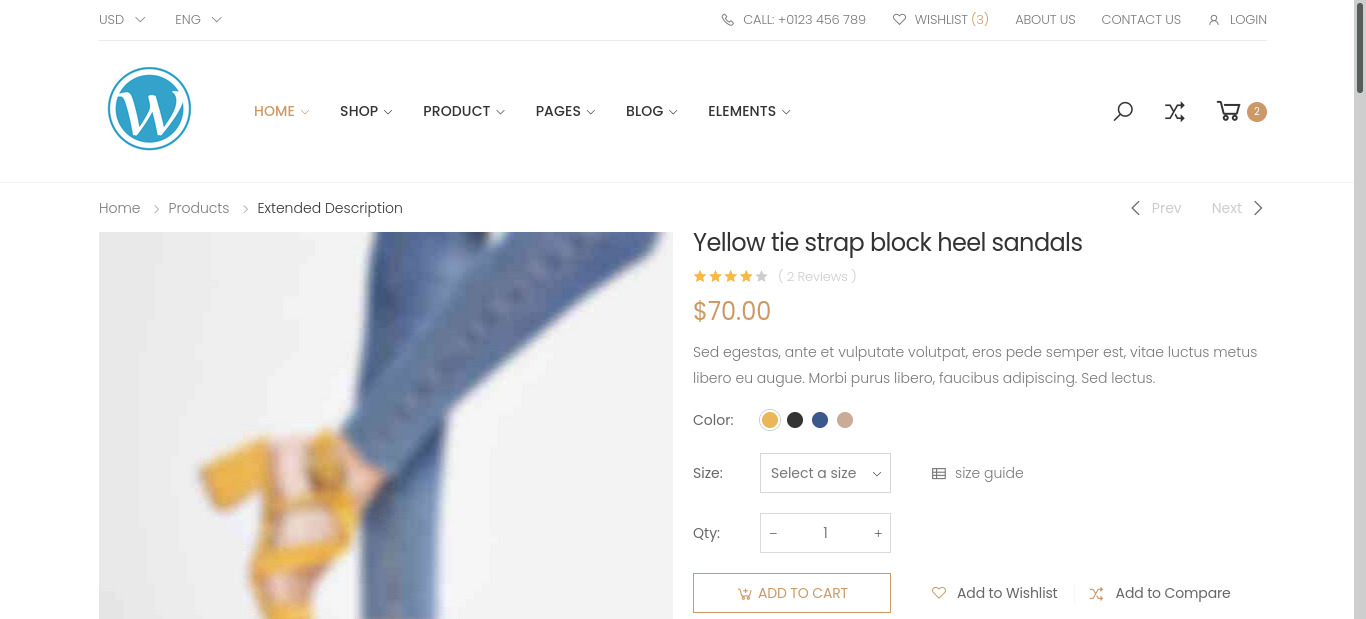 USD ENG CALL: +0123 456 789 WISHLIST (3) ABOUT US CONTACT US LOGIN
W
HOME SHOP PRODUCT PAGES BLOG ELEMENTS 2
Home > Products > Extended Description Prev Next
Yellow tie strap block heel sandals
( 2 Reviews )
$70.00
Sed egestas, ante et vulputate volutpat, eros pede semper est, vitae luctus metus
libero eu augue. Morbi purus libero, faucibus adipiscing. Sed lectus.
Color:
Size: Select a size size guide
Qty: − 1 +
ADD TO CART Add to Wishlist Add to Compare